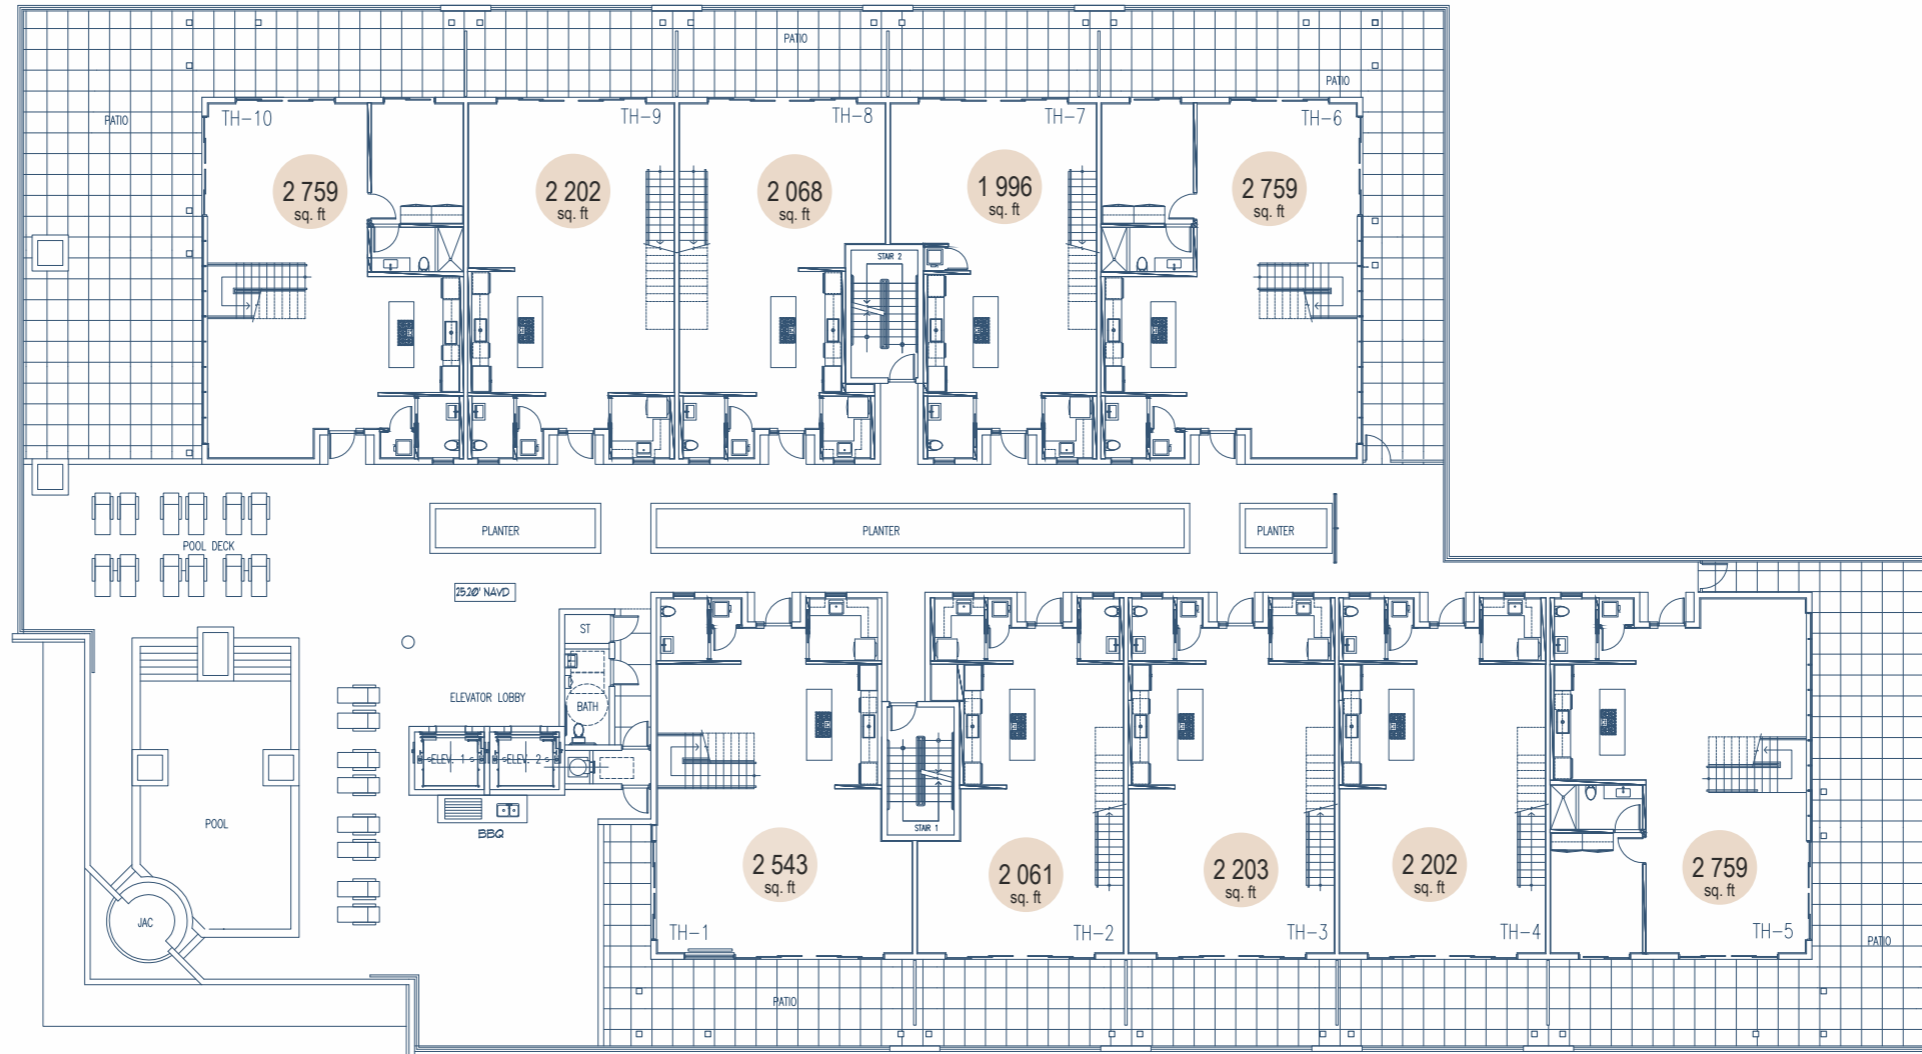 PATIO
PATIO
PATIO
TH-10
TH-9
TH-8
TH-7
TH-6
2 759
sq. ft
2 202
sq. ft
2 068
sq. ft
1 996
sq. ft
2 759
sq. ft
STAIR 2
PLANTER
PLANTER
PLANTER
POOL DECK
25.20' NAVD
ST
ELEVATOR LOBBY
BATH
ELEV. 1
ELEV. 2
POOL
BBQ
STAIR 1
2 543
sq. ft
2 061
sq. ft
2 203
sq. ft
2 202
sq. ft
2 759
sq. ft
JAC
TH-1
TH-2
TH-3
TH-4
TH-5
PATIO
PATIO